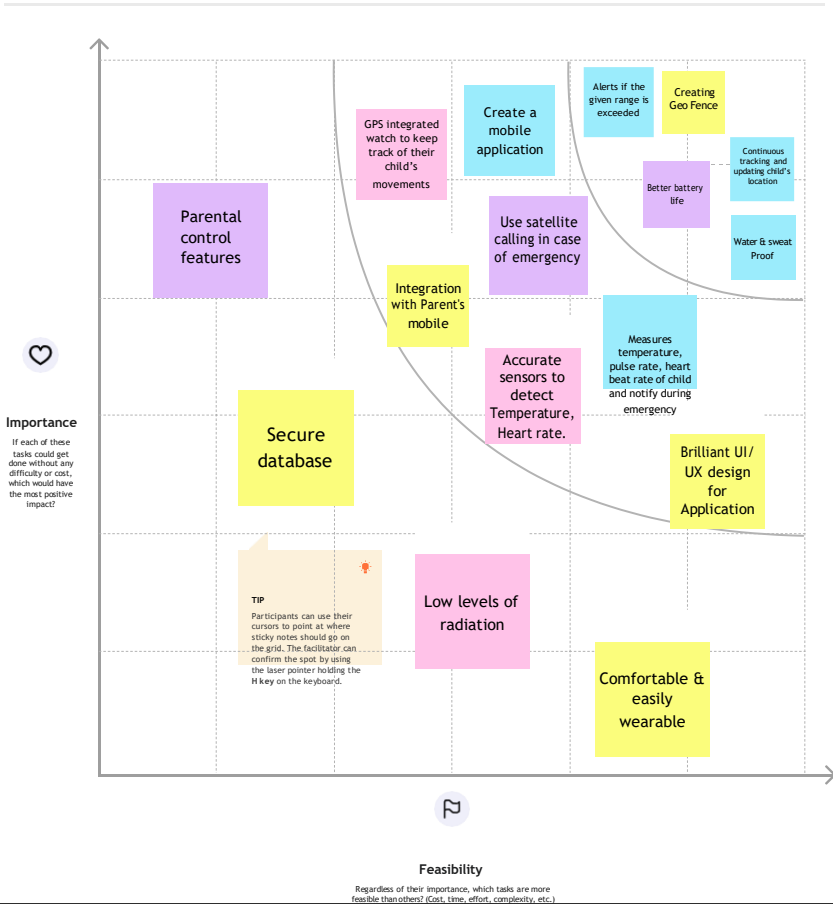 Alerts if the
given range is
exceeded
Creating
Geo Fence
Create a
mobile
application
GPS integrated
watch to keep
track of their
child's
movements
Continuous
tracking and
updating child's
location
Better battery
life
Parental
control
features
Use satellite
calling in case
of emergency
Water & sweat
Proof
Integration
with Parent's
mobile
Measures
temperature,
pulse rate, heart
beat rate of child
and notify during
emergency
Accurate
sensors to
detect
Temperature,
Heart rate.
Importance
If each of these
tasks could get
done without any
difficulty or cost,
which would have
the most positive
impact?
Secure
database
Brilliant UI/
UX design
for
Application
TIP
Participants can use their
cursors to point at where
sticky notes should go on
the grid. The facilitator can
confirm the spot by using
the laser pointer holding the
H key on the keyboard.
Low levels of
radiation
Comfortable &
easily
wearable
Feasibility
Regardless of their importance, which tasks are more
feasible than others? (Cost, time, effort, complexity, etc.)